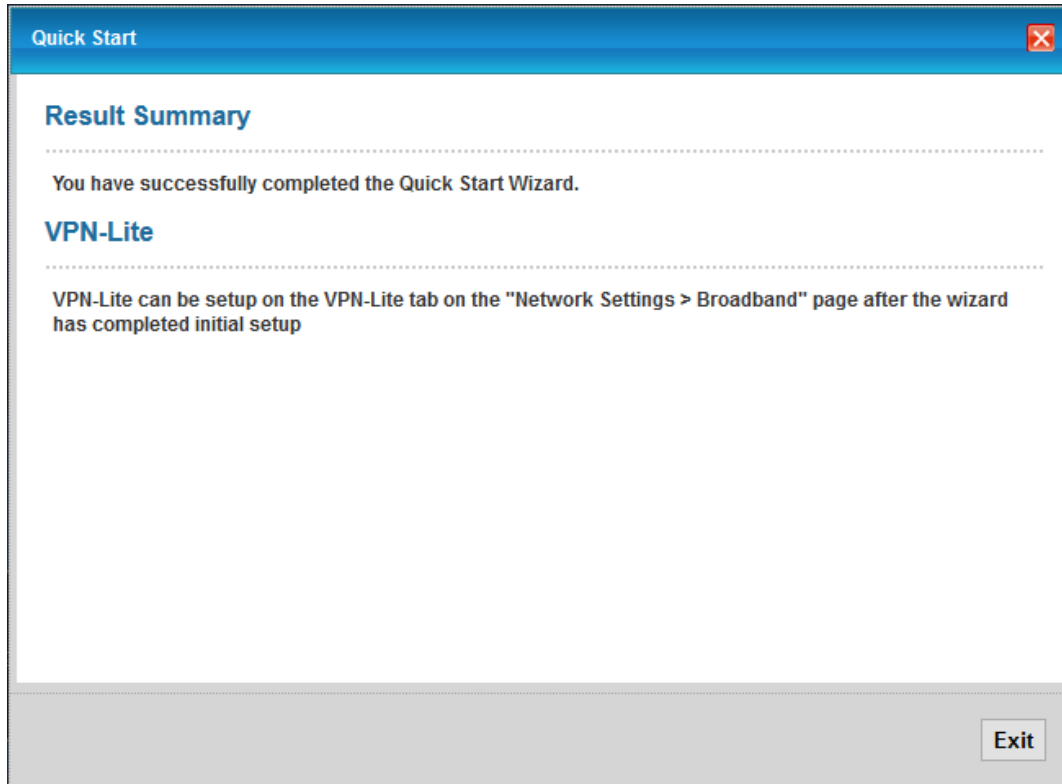 Quick Start
Result Summary
You have successfully completed the Quick Start Wizard.
VPN-Lite
VPN-Lite can be setup on the VPN-Lite tab on the "Network Settings > Broadband" page after the wizard
has completed initial setup
Exit